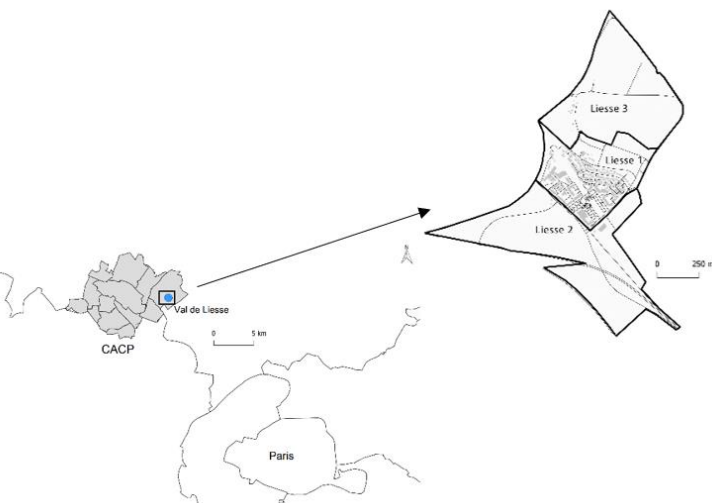 Liesse 3
Liesse 1
Liesse 2
0 250 m
Val de Liesse
0 5 km
CACP
Paris